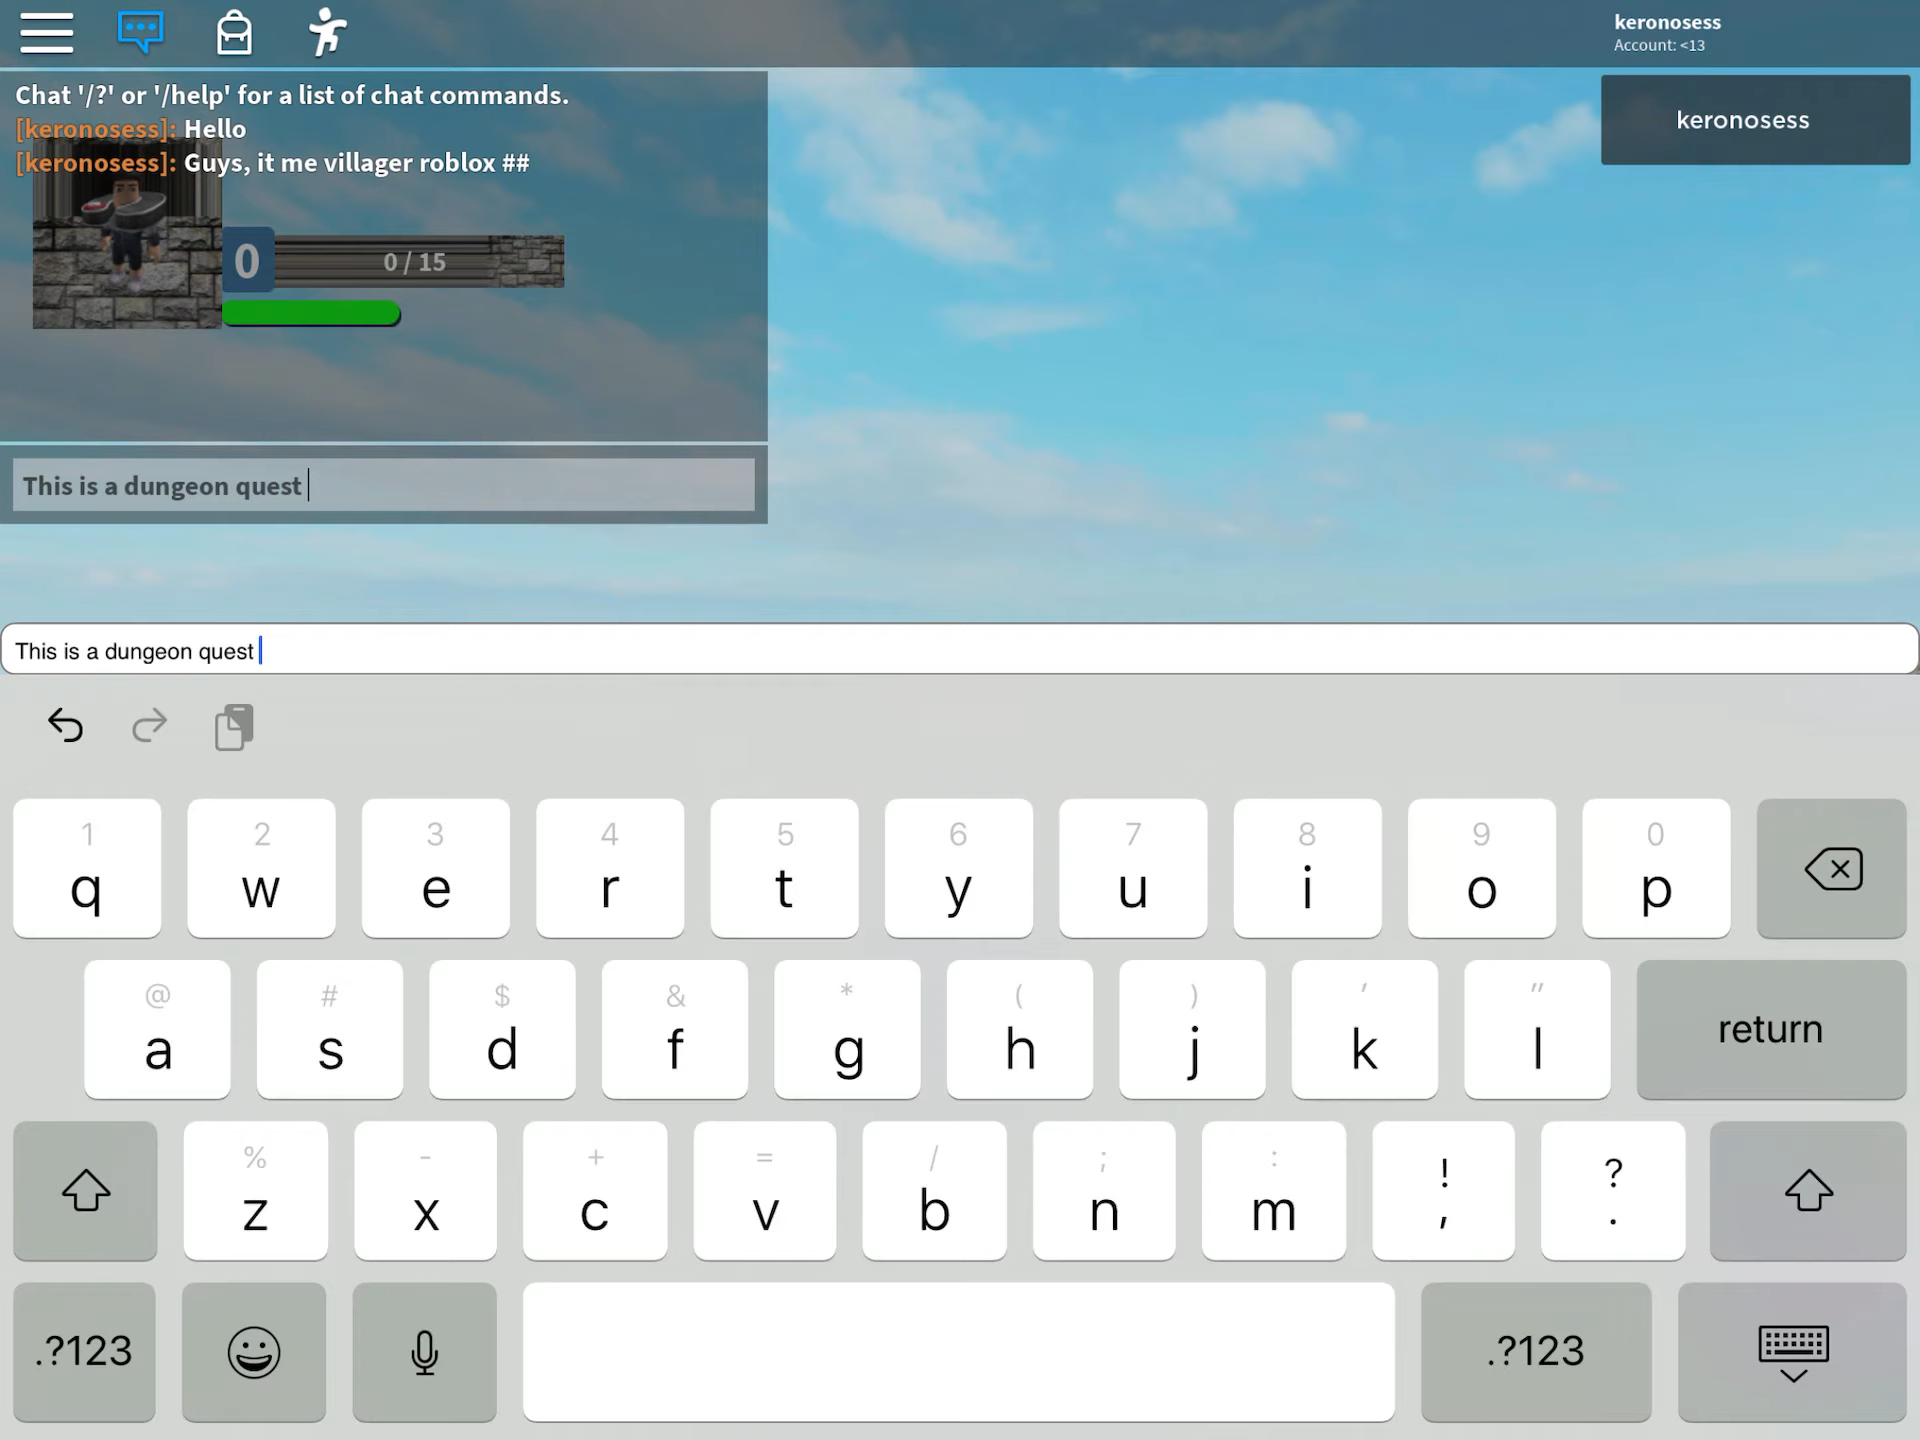 keronosess
Account: <13
Chat '/?' or '/help' for a list of chat commands.
[keronosess]: Hello
[keronosess]: Guys, it me villager roblox ##
keronosess
0
0 / 15
This is a dungeon quest
This is a dungeon quest
1 2 3 4 5 6 7 8 9 0
q w e r t y u i o p
@ # $ & * ( ) ' "
a s d f g h j k l return
% - + = / ; : ! ?
z x c v b n m , .
.?123 .?123